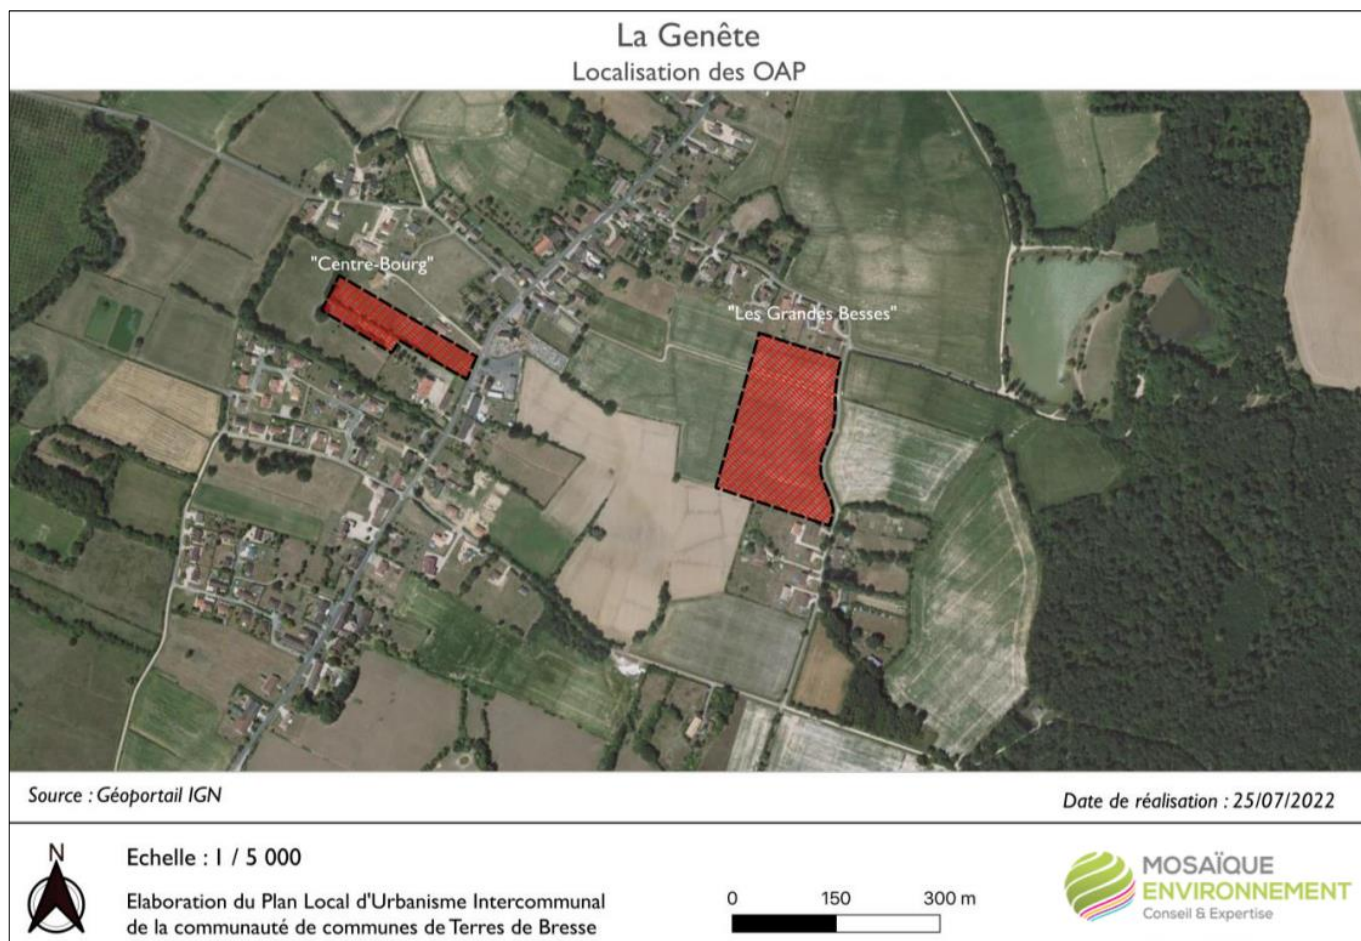 La Genête
Localisation des OAP
"Centre-Bourg"
"Les Grandes Besses"
Source : Géoportail IGN
Date de réalisation : 25/07/2022
N
Echelle : 1 / 5 000
Elaboration du Plan Local d'Urbanisme Intercommunal
de la communauté de communes de Terres de Bresse
0 150 300 m
MOSAÏQUE
ENVIRONNEMENT
Conseil & Expertise